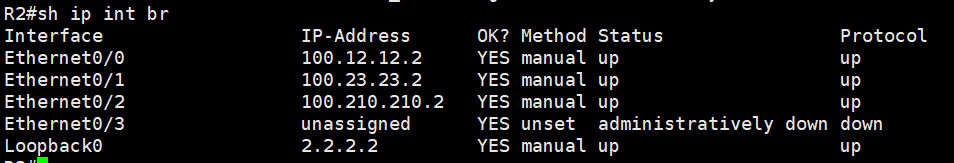 R2#sh ip int br
Interface                  IP-Address      OK? Method Status                Protocol
Ethernet0/0                100.12.12.2     YES manual up                    up
Ethernet0/1                100.23.23.2     YES manual up                    up
Ethernet0/2                100.210.210.2   YES manual up                    up
Ethernet0/3                unassigned      YES unset  administratively down down
Loopback0                  2.2.2.2         YES manual up                    up
R2#